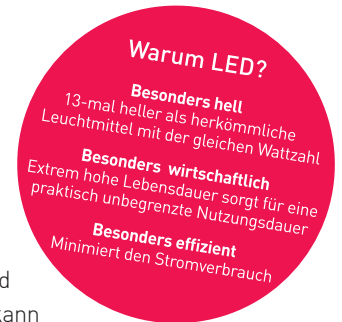 Warum LED?
Besonders hell
13-mal heller als herkömmliche
Leuchtmittel mit der gleichen Wattzahl
Besonders wirtschaftlich
Extrem hohe Lebensdauer sorgt für eine
praktisch unbegrenzte Nutzungsdauer
Besonders effizient
Minimiert den Stromverbrauch
d
kann